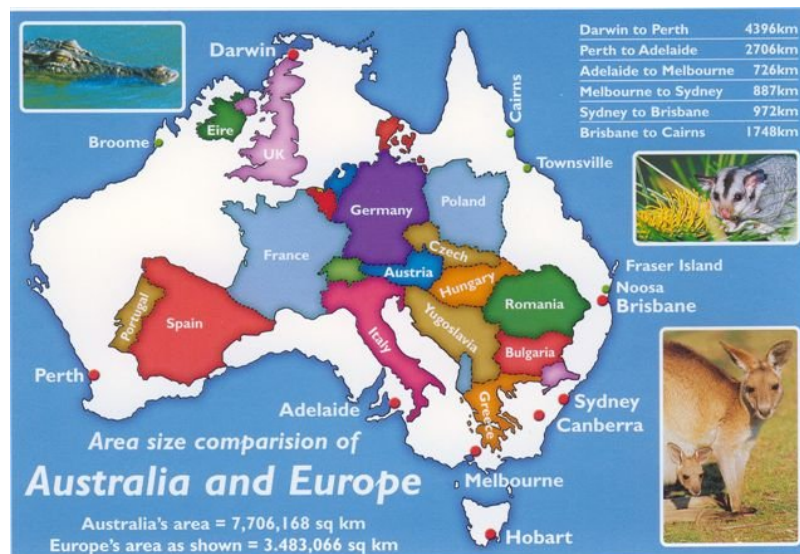 Darwin to Perth 4396km
Perth to Adelaide 2706km
Adelaide to Melbourne 726km
Melbourne to Sydney 887km
Sydney to Brisbane 972km
Brisbane to Cairns 1748km
Darwin
Cairns
Eire
Broome
UK
Townsville
Poland
Germany
France
Czech
Fraser Island
Austria
Hungary
Noosa
Portugal
Romania
Brisbane
Spain
Yugoslavia
Italy
Bulgaria
Perth
Greece
Sydney
Adelaide
Canberra
Area size comparision of
Australia and Europe
Melbourne
Australia's area = 7,706,168 sq km
Hobart
Europe's area as shown = 3.483,066 sq km